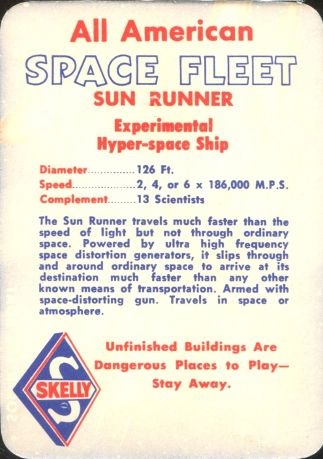 All American
SPACE FLEET
SUN RUNNER
Experimental
Hyper-space Ship
Diameter...............126 Ft.
Speed.....................2, 4, or 6 x 186,000 M.P.S.
Complement..........13 Scientists
The Sun Runner travels much faster than the
speed of light but not through ordinary
space. Powered by ultra high frequency
space distortion generators, it slips through
and around ordinary space to arrive at its
destination much faster than any other
known means of transportation. Armed with
space-distorting gun. Travels in space or
atmosphere.
Unfinished Buildings Are
Dangerous Places to Play—
Stay Away.
S
SKELLY